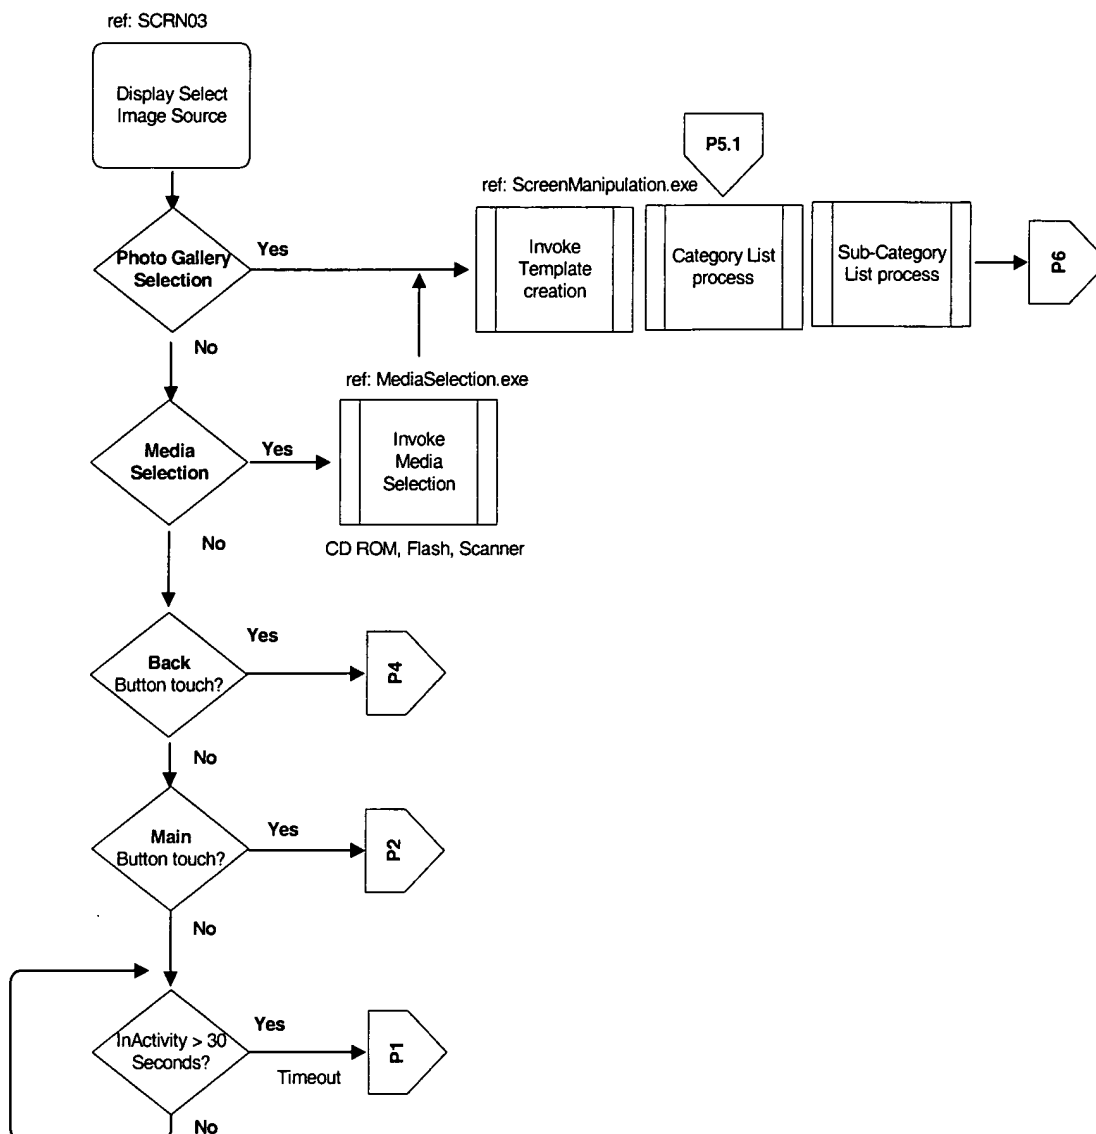 ref: SCRN03
Display Select
Image Source
P5.1
ref: ScreenManipulation.exe
Photo Gallery
Selection
Yes
Invoke
Template
creation
Category List
process
Sub-Category
List process
P6
No
ref: MediaSelection.exe
Media
Selection
Yes
Invoke
Media
Selection
No
CD ROM, Flash, Scanner
Back
Button touch?
Yes
P4
No
Main
Button touch?
Yes
P2
No
InActivity > 30
Seconds?
Yes
Timeout
P1
No